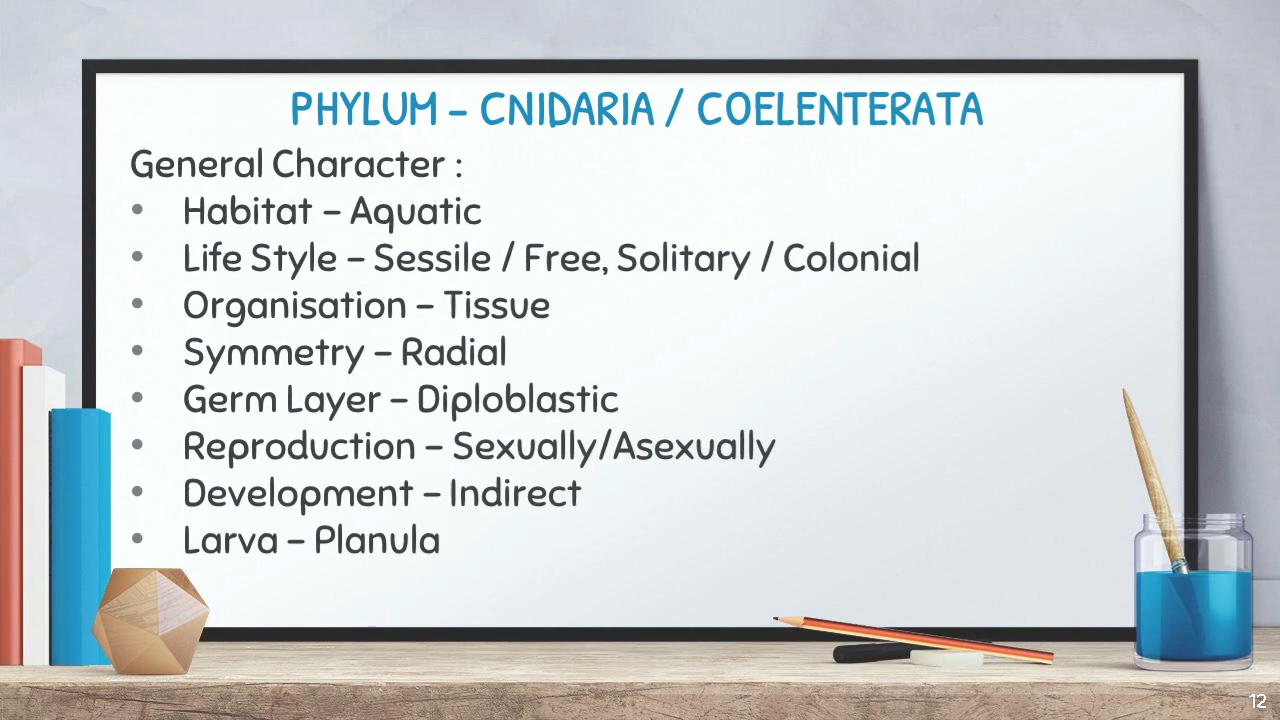 PHYLUM – CNIDARIA / COELENTERATA
General Character :
• Habitat – Aquatic
• Life Style – Sessile / Free, Solitary / Colonial
• Organisation – Tissue
• Symmetry – Radial
• Germ Layer – Diploblastic
• Reproduction – Sexually/Asexually
• Development – Indirect
• Larva – Planula
12